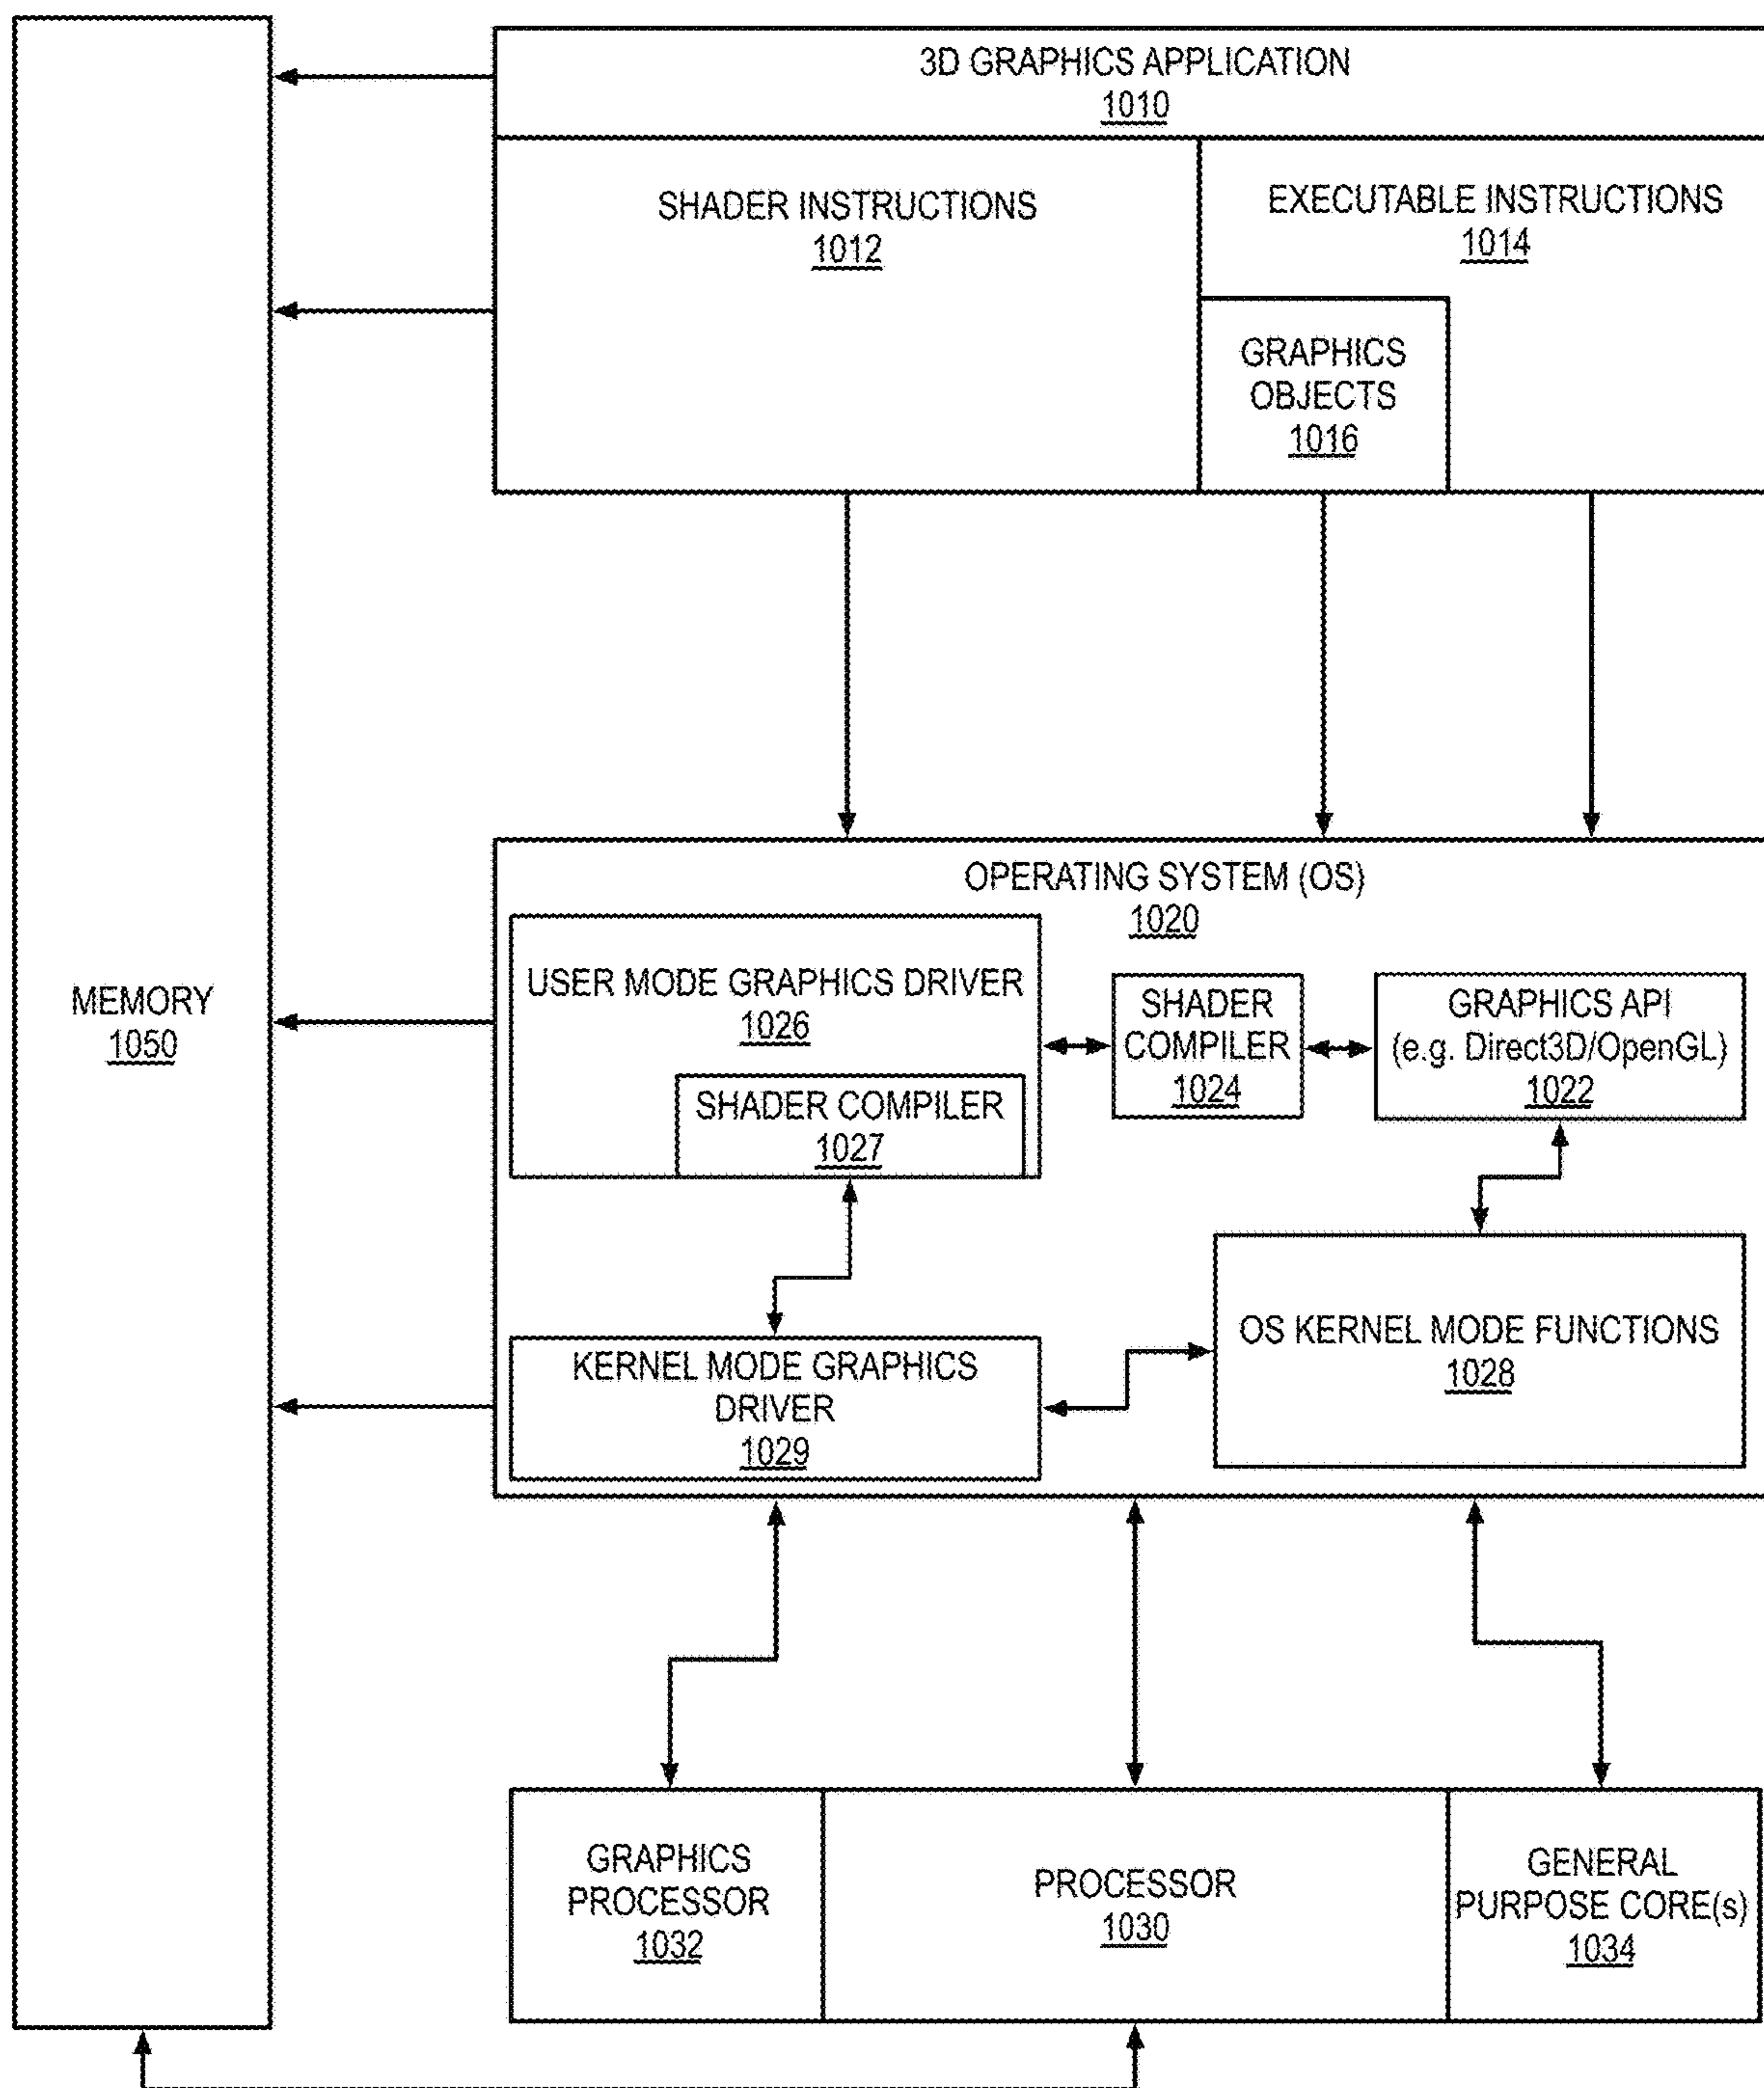 3D GRAPHICS APPLICATION
1010
SHADER INSTRUCTIONS
1012
EXECUTABLE INSTRUCTIONS
1014
GRAPHICS
OBJECTS
1016
MEMORY
1050
OPERATING SYSTEM (OS)
1020
USER MODE GRAPHICS DRIVER
1026
SHADER COMPILER
1027
SHADER
COMPILER
1024
GRAPHICS API
(e.g. Direct3D/OpenGL)
1022
KERNEL MODE GRAPHICS
DRIVER
1029
OS KERNEL MODE FUNCTIONS
1028
GRAPHICS
PROCESSOR
1032
PROCESSOR
1030
GENERAL
PURPOSE CORE(s)
1034